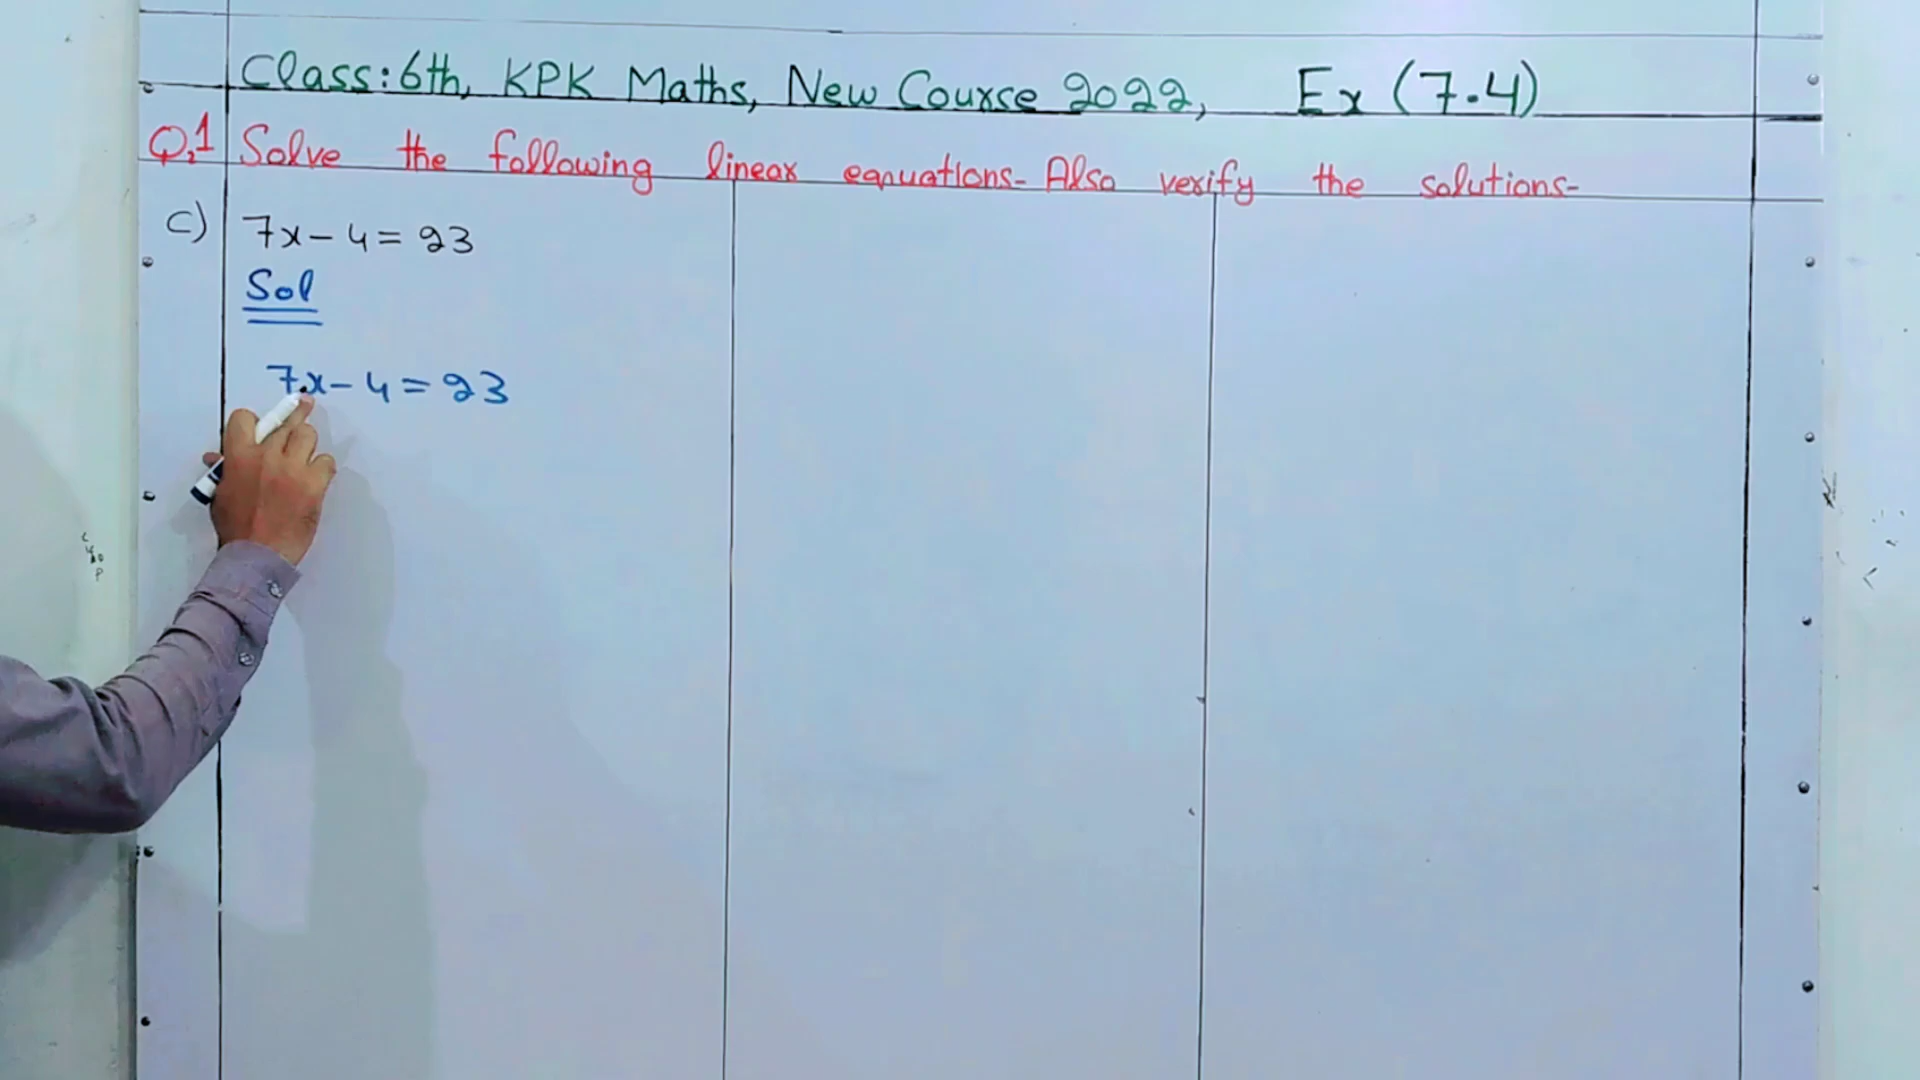 Class: 6th, KPK Maths, New Course 2022, Ex (7.4)
Q.1 Solve the following linear equations- Also verify the solutions-
c) 7x - 4 = 23
Sol
7x - 4 = 23